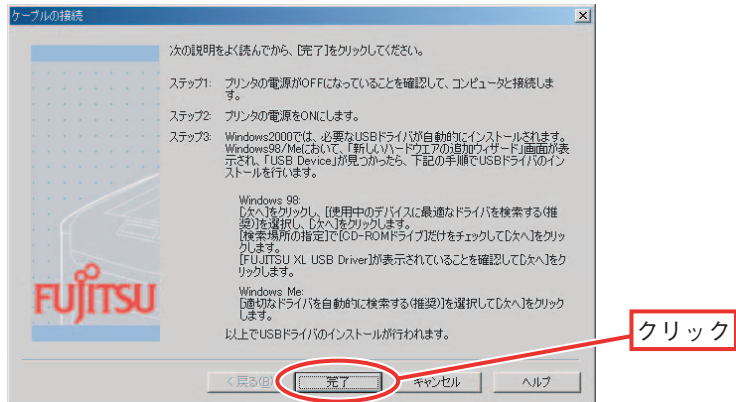 ケーブルの接続
次の説明をよく読んでから、[完了]をクリックしてください。
ステップ1: プリンタの電源がOFFになっていることを確認して、コンピュータと接続しま
す。
ステップ2: プリンタの電源をONにします。
ステップ3: Windows2000では、必要なUSBドライバが自動的にインストールされます。
Windows98/Meにおいて、「新しいハードウエアの追加ウィザード」画面が表
示され、「USB Device」が見つかったら、下記の手順でUSBドライバのイン
ストールを行います。
Windows 98:
[次へ]をクリックし、[(使用中のデバイスに最適なドライバを検索する(推
奨)]を選択し、[次へ]をクリックします。
[検索場所の指定]で[CD-ROMドライブ]だけをチェックして[次へ]をクリッ
クします。
[FUJITSU XL USB Driver]が表示されていることを確認して[次へ]をク
リックします。
Windows Me:
[適切なドライバを自動的に検索する(推奨)]を選択して[次へ]をクリック
します。
以上でUSBドライバのインストールが行われます。
FUJITSU
クリック
< 戻る(B) 完了 キャンセル ヘルプ